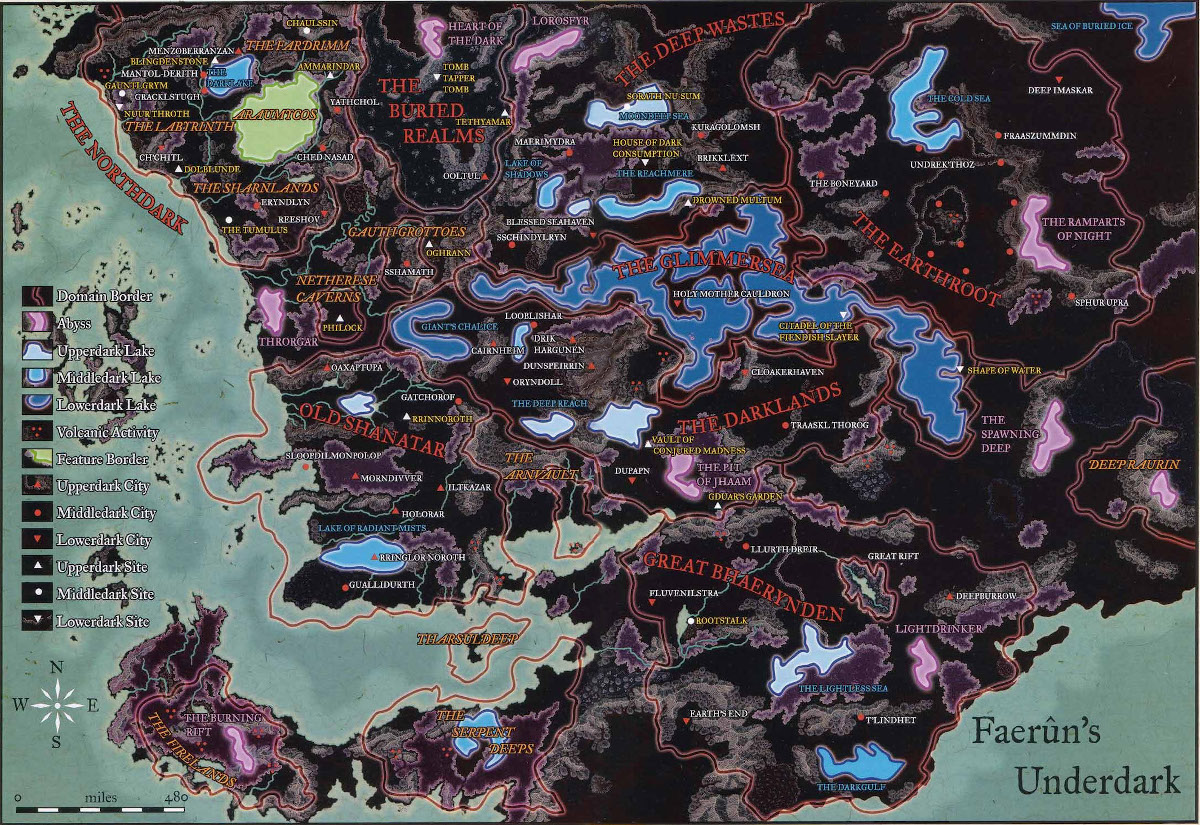 CHAULSSIN
HEART OF
THE DARK
LOROSFYR
THE DEEP WASTES
SEA OF BURIED ICE
MENZOBERRANZAN
THE FARDRIMM
BLINGDENSTONE
AMMARINDAR
MANTOL-DERITH
THE
DARKLAKE
GAUNTLGRYM
GRACKLSTUGH
NUUR THROTH
THE LABYRINTH
ARAUMYCOS
YATHCHOL
TOMB
TAPPER
TOMB
THE
BURIED
REALMS
TETHYAMAR
SORATH-NU-SUM
MOONDEEP SEA
KURAGOLOMSH
THE COLD SEA
DEEP IMASKAR
FRAASZUMMDIN
UNDREK'THOZ
CH'CHITL
DOLBLUNDE
CHED NASAD
THE SHARNLANDS
ERYNDLYN
REESHOV
THE TUMULUS
THE NORTHDARK
MAERIMYDRA
LAKE OF
SHADOWS
OOLTUL
HOUSE OF DARK
CONSUMPTION
THE REACHMERE
BRIKKLEXT
DROWNED MULTUM
THE BONEYARD
BLESSED SEAHAVEN
SSCHINDYLRYN
GAUTH GROTTOES
OGHRANN
SSHAMATH
NETHERESE
CAVERNS
PHILOCK
THRORGAR
THE GLIMMERSEA
HOLY MOTHER CAULDRON
CITADEL OF THE
FIENDISH SLAYER
THE EARTHROOT
THE RAMPARTS
OF NIGHT
SPHUR UPRA
SHAPE OF WATER
GIANT'S CHALICE
LOOBLISHAR
DRIK
HARGUNEN
CAIRNHEIM
DUNSPEIRRIN
ORYNDOLL
CLOAKERHAVEN
OAXAPTUPA
GATCHOROF
RRINNOROTH
OLD SHANATAR
THE DEEP REACH
THE DARKLANDS
TRAASKL THOROG
VAULT OF
CONJURED MADNESS
THE PIT
OF JHAAM
GDUAR'S GARDEN
DUPAPN
THE
SPAWNING
DEEP
DEEP RAURIN
SLOOPDILMONPOLOP
MORNDIVVER
ILTKAZAR
THE
ARNVAULT
HOLORAR
LAKE OF RADIANT MISTS
RRINGLOR NOROTH
GUALLIDURTH
GREAT BHAERYNDEN
LLURTH DREIR
GREAT RIFT
FLUVENILSTRA
ROOTSTALK
DEEPBURROW
LIGHTDRINKER
THARSULDEEP
THE LIGHTLESS SEA
EARTH'S END
T'LINDHET
THE DARKGULF
THE
SERPENT
DEEPS
THE BURNING
RIFT
THE FIRELANDS
Domain Border
Abyss
Upperdark Lake
Middledark Lake
Lowerdark Lake
Volcanic Activity
Feature Border
Upperdark City
Middledark City
Lowerdark City
Upperdark Site
Middledark Site
Lowerdark Site
N
W E
S
0 miles 480
Faerûn's
Underdark